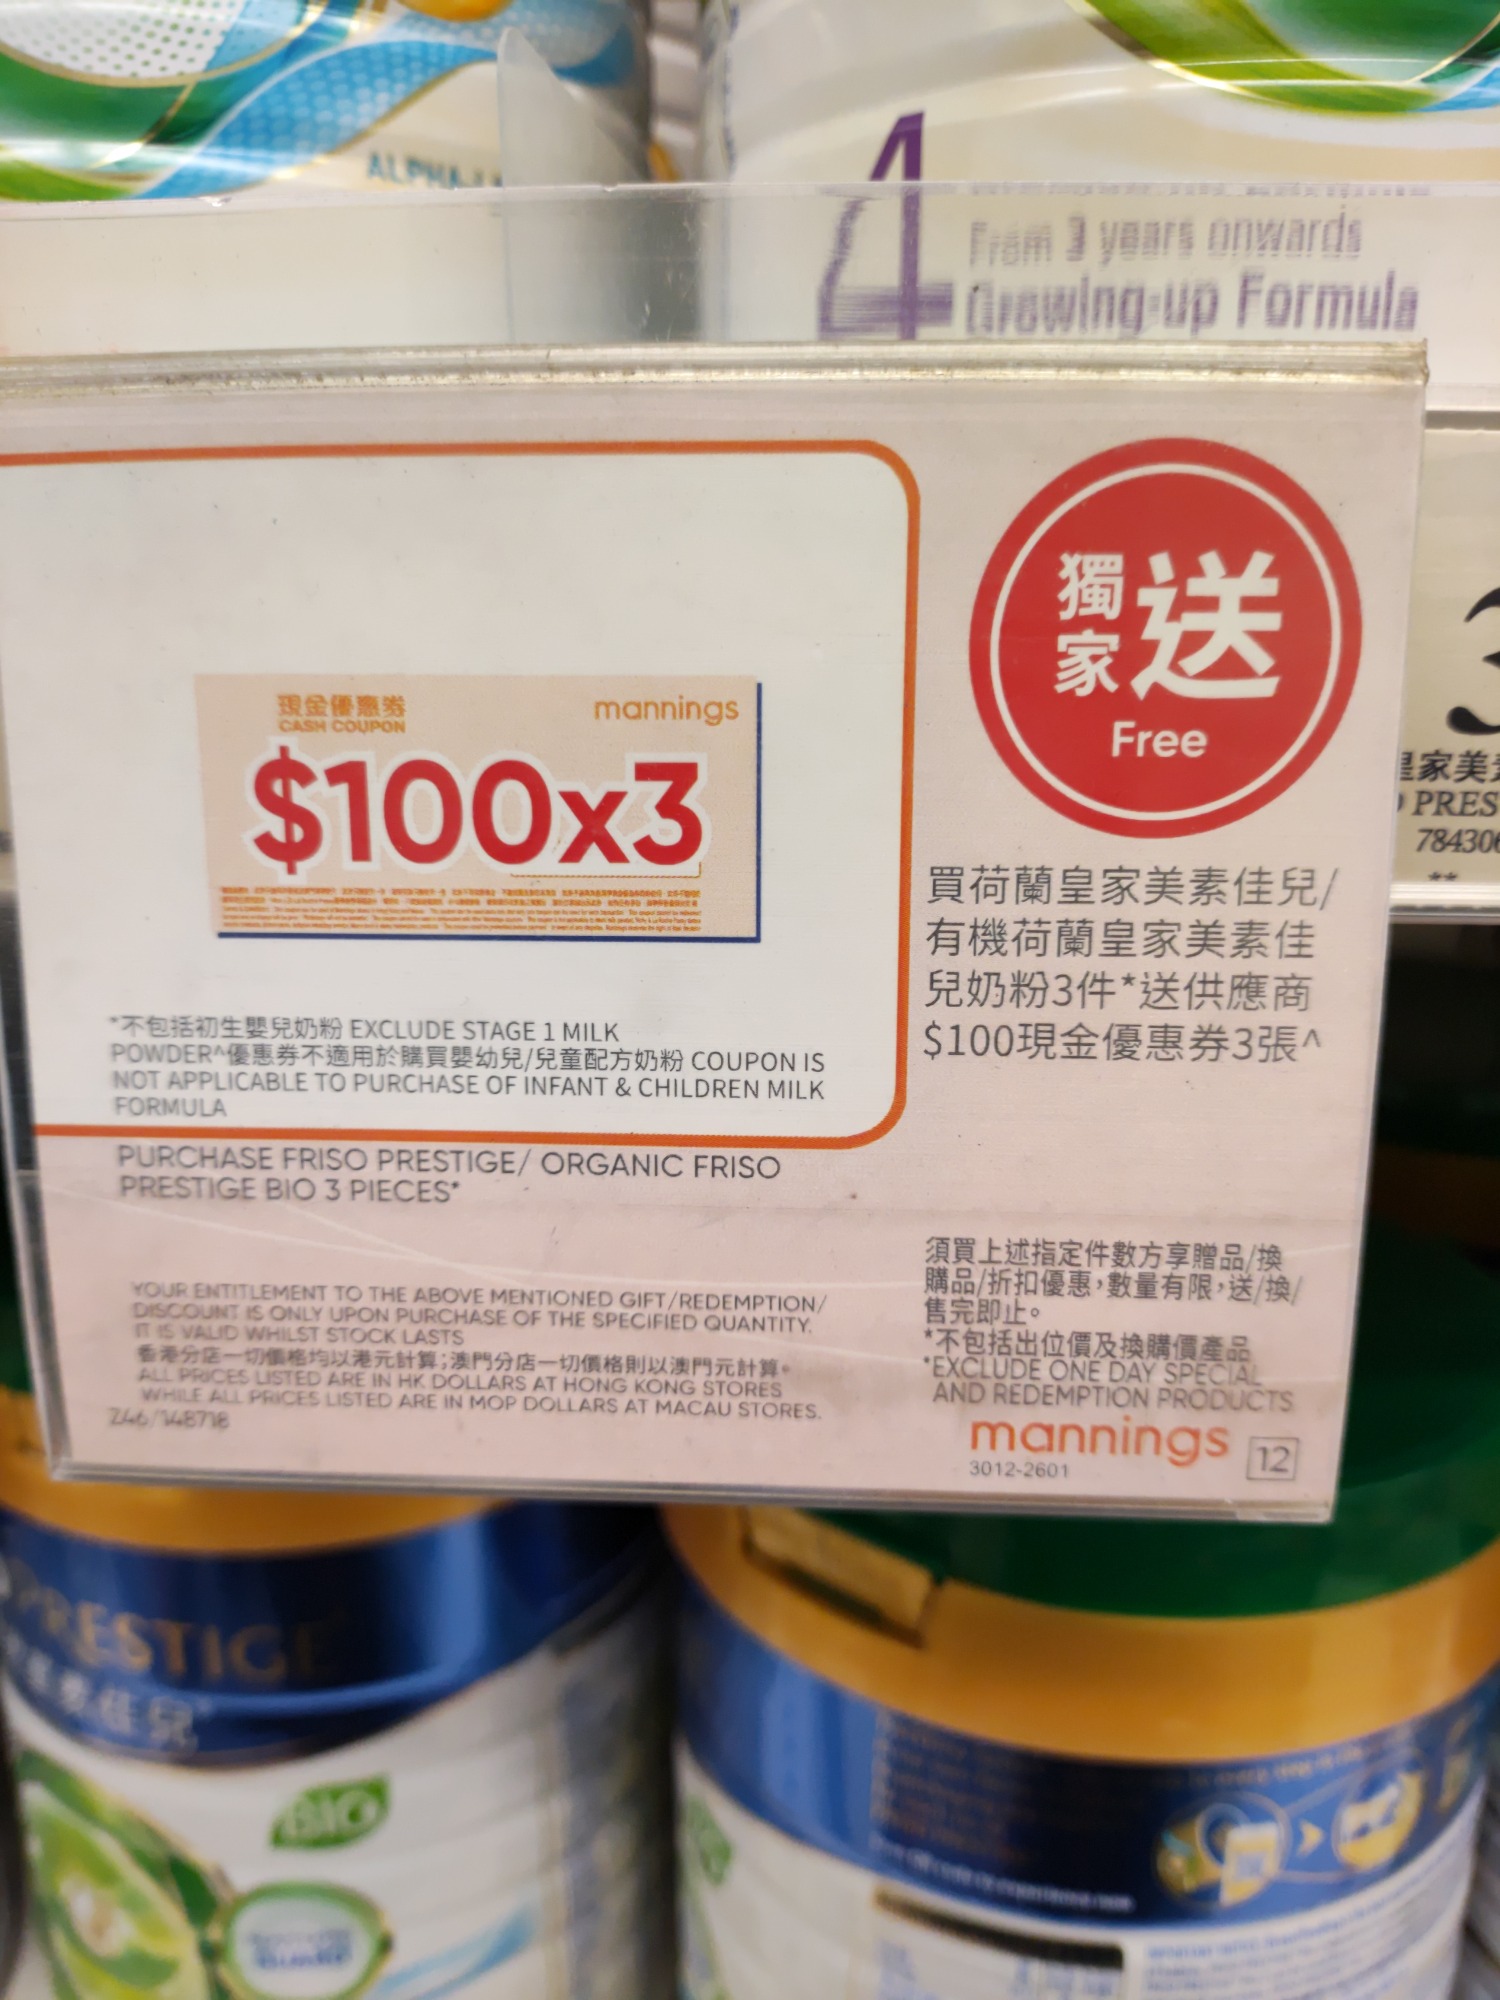 4
From 3 years onwards
Growing-up Formula
獨家 送
Free
現金優惠券 mannings
CASH COUPON
$100x3
買荷蘭皇家美素佳兒/
有機荷蘭皇家美素佳
兒奶粉3件*送供應商
$100現金優惠券3張^
*不包括初生嬰兒奶粉 EXCLUDE STAGE 1 MILK
POWDER^優惠券不適用於購買嬰幼兒/兒童配方奶粉 COUPON IS
NOT APPLICABLE TO PURCHASE OF INFANT & CHILDREN MILK
FORMULA
PURCHASE FRISO PRESTIGE/ ORGANIC FRISO
PRESTIGE BIO 3 PIECES*
YOUR ENTITLEMENT TO THE ABOVE MENTIONED GIFT/REDEMPTION/
DISCOUNT IS ONLY UPON PURCHASE OF THE SPECIFIED QUANTITY.
IT IS VALID WHILST STOCK LASTS
香港分店一切價格均以港元計算;澳門分店一切價格則以澳門元計算。
ALL PRICES LISTED ARE IN HK DOLLARS AT HONG KONG STORES
WHILE ALL PRICES LISTED ARE IN MOP DOLLARS AT MACAU STORES.
Z46/148718
須買上述指定件數方享贈品/換
購品/折扣優惠,數量有限,送/換/
售完即止。
*不包括出位價及換購價產品
*EXCLUDE ONE DAY SPECIAL
AND REDEMPTION PRODUCTS
mannings
3012-2601
12
皇家美
PRES
78430
**
PRESTIGE
BIO